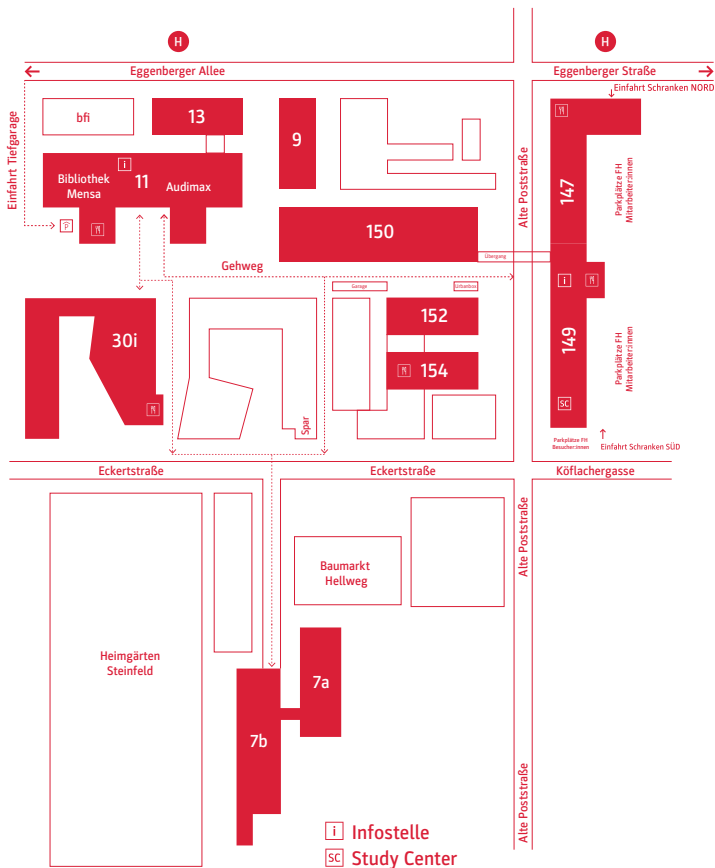 H
H
Eggenberger Allee
Eggenberger Straße
Einfahrt Schranken NORD
Einfahrt Tiefgarage
bfi
13
9
Alte Poststraße
147
Parkplätze FH
Mitarbeiter:innen
i
11
Bibliothek
Mensa
Audimax
P
150
Übergang
Gehweg
i
Garage
Urbanbox
152
30i
154
149
Parkplätze FH
Mitarbeiter:innen
SC
Spar
Parkplätze FH
Besucher:innen
Einfahrt Schranken SÜD
Eckertstraße
Eckertstraße
Köflachergasse
Alte Poststraße
Baumarkt
Hellweg
Heimgärten
Steinfeld
7a
7b
Alte Poststraße
i Infostelle
SC Study Center